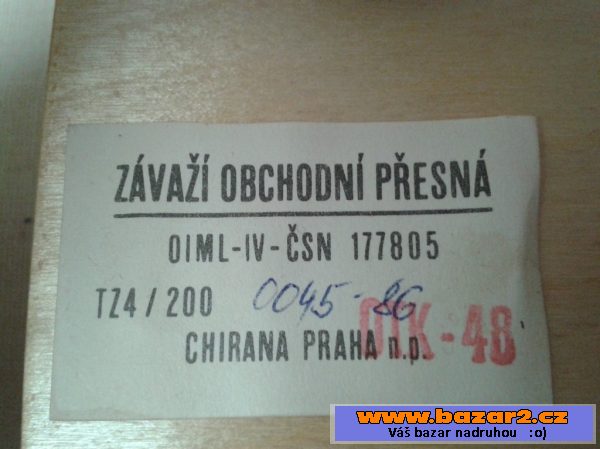 ZÁVAŽÍ OBCHODNÍ PŘESNÁ
OIML-IV-ČSN 177805
TZ4/200 0045-86
OTK-48
CHIRANA PRAHA n.p.
www.bazar2.cz
Váš bazar nadruhou :o)